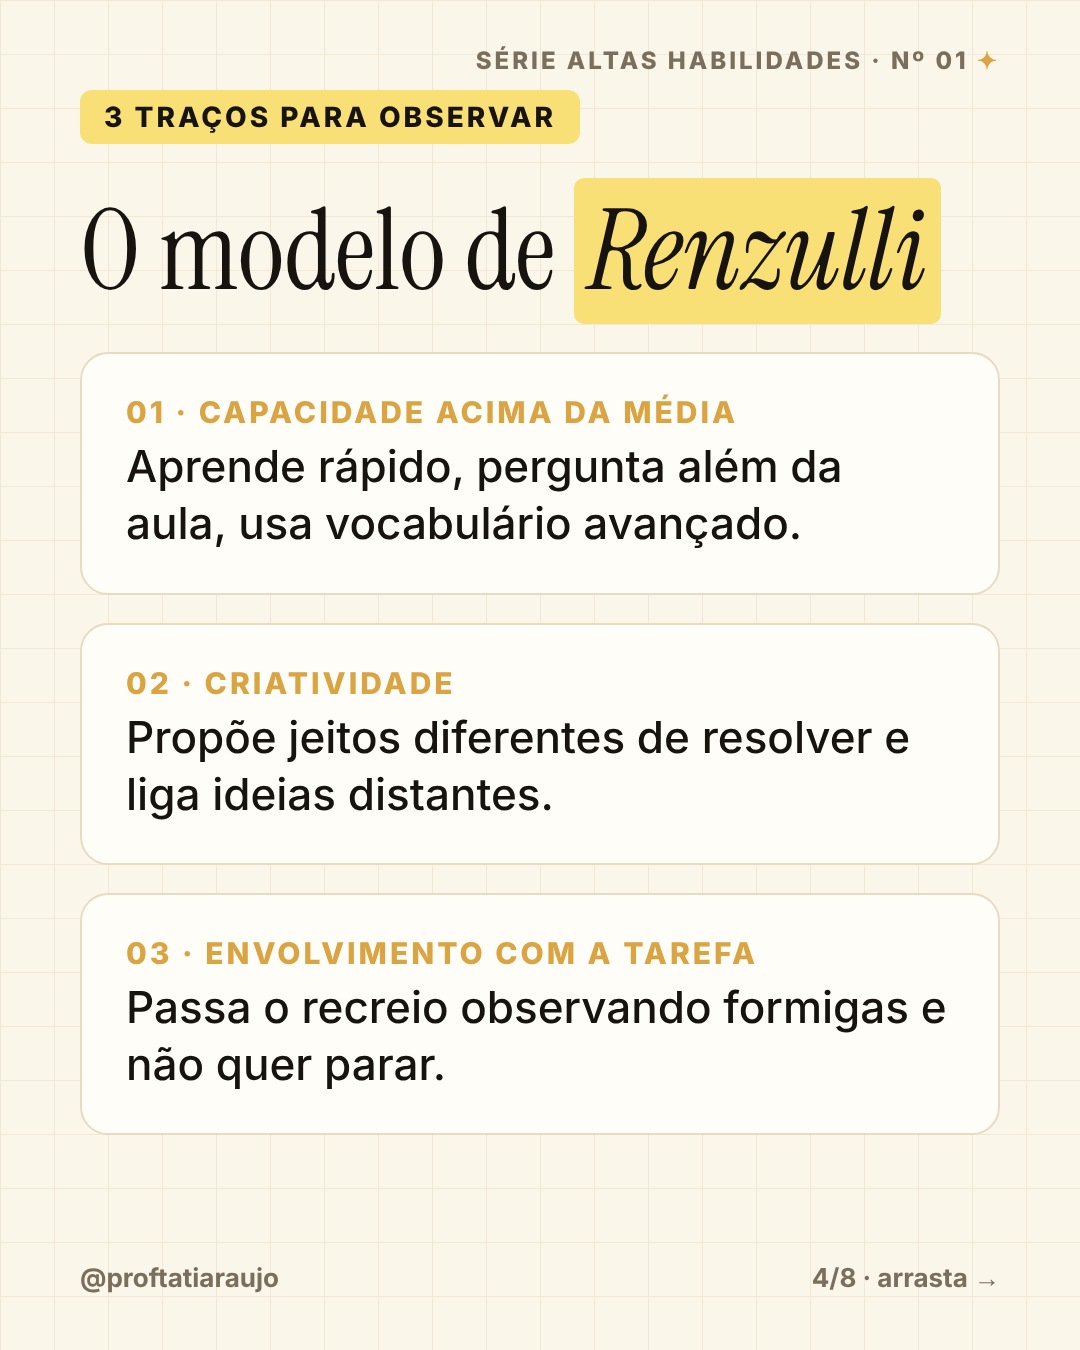 SÉRIE ALTAS HABILIDADES · Nº 01 ✦
3 TRAÇOS PARA OBSERVAR
O modelo de Renzulli
01 · CAPACIDADE ACIMA DA MÉDIA
Aprende rápido, pergunta além da
aula, usa vocabulário avançado.
02 · CRIATIVIDADE
Propõe jeitos diferentes de resolver e
liga ideias distantes.
03 · ENVOLVIMENTO COM A TAREFA
Passa o recreio observando formigas e
não quer parar.
@proftatiaraujo
4/8 · arrasta →